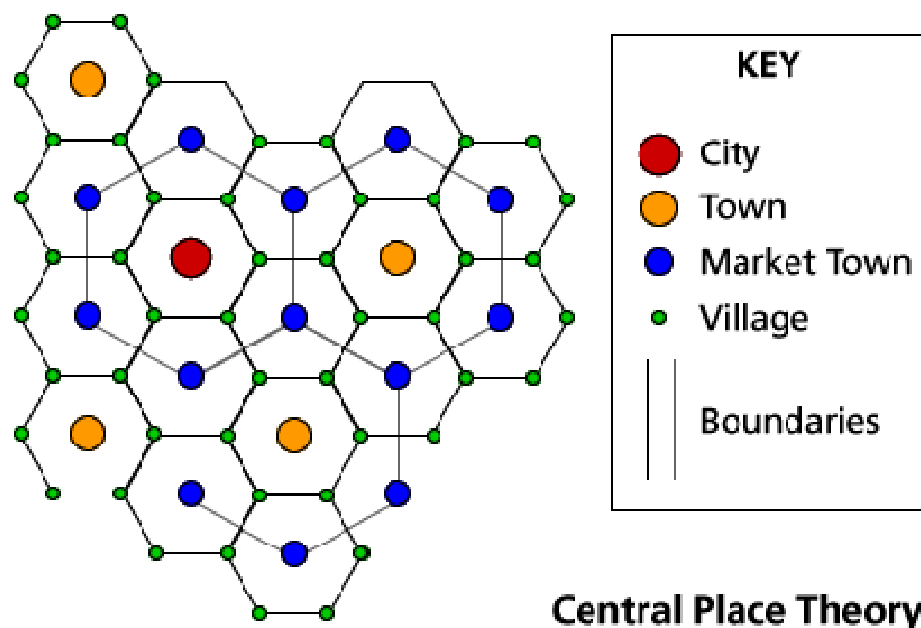 KEY
City
Town
Market Town
Village
Boundaries
Central Place Theory